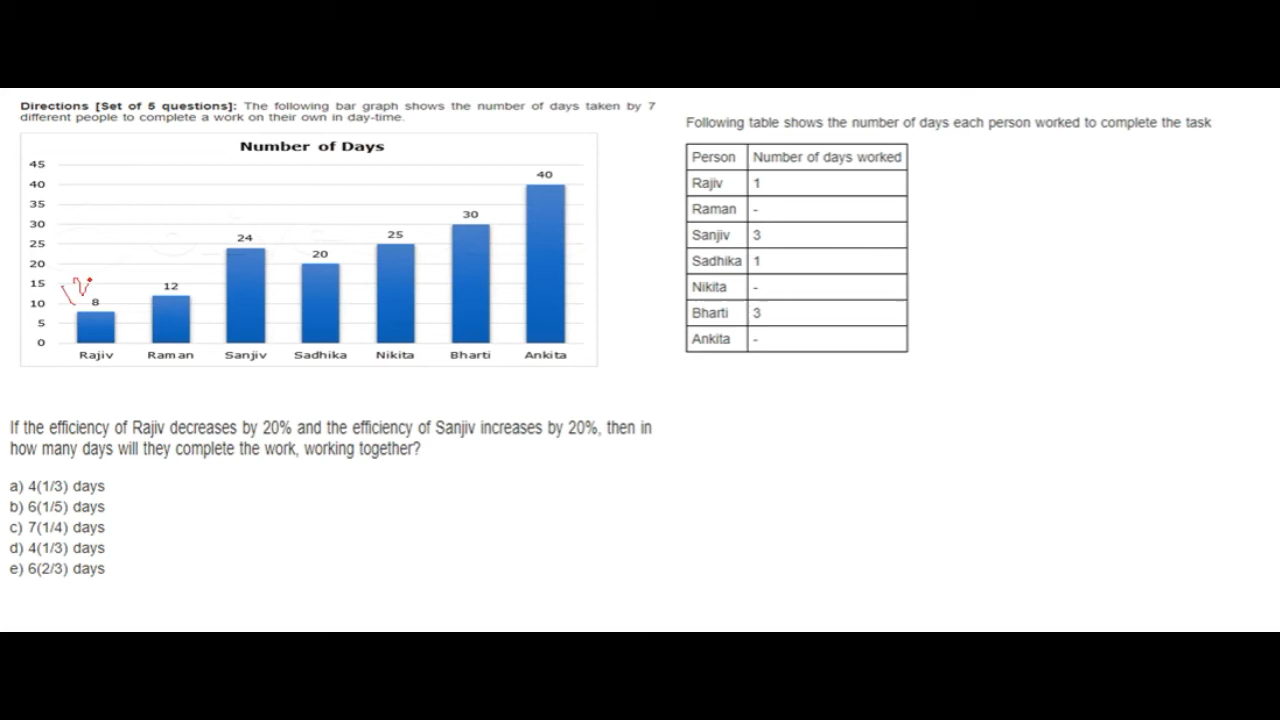 Directions [Set of 5 questions]: The following bar graph shows the number of days taken by 7
different people to complete a work on their own in day-time.
Number of Days
45
40
35
30
25
20
15
10
5
0
8
12
24
20
25
30
40
Rajiv Raman Sanjiv Sadhika Nikita Bharti Ankita
If the efficiency of Rajiv decreases by 20% and the efficiency of Sanjiv increases by 20%, then in
how many days will they complete the work, working together?
a) 4(1/3) days
b) 6(1/5) days
c) 7(1/4) days
d) 4(1/3) days
e) 6(2/3) days
Following table shows the number of days each person worked to complete the task
Person Number of days worked
Rajiv 1
Raman -
Sanjiv 3
Sadhika 1
Nikita -
Bharti 3
Ankita -